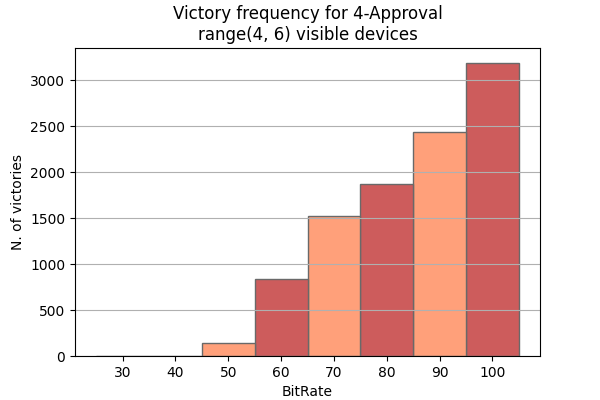 Victory frequency for 4-Approval
range(4, 6) visible devices
N. of victories
3000
2500
2000
1500
1000
500
0
30 40 50 60 70 80 90 100
BitRate